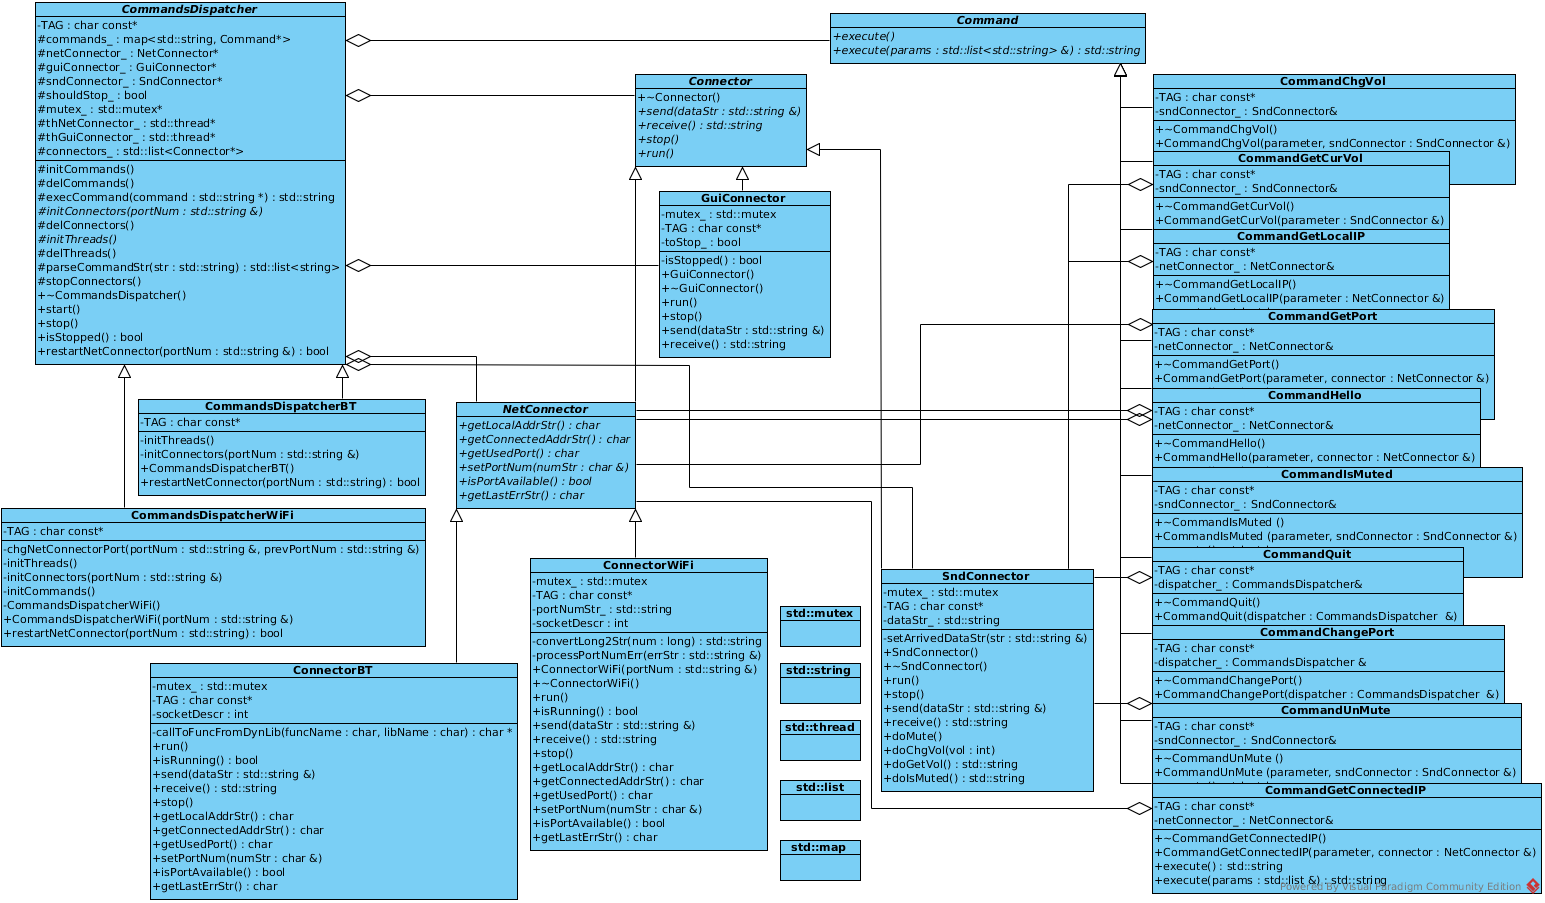 CommandsDispatcher
-TAG : char const*
#commands_ : map<std::string, Command*>
#netConnector_ : NetConnector*
#guiConnector_ : GuiConnector*
#sndConnector_ : SndConnector*
#shouldStop_ : bool
#mutex_ : std::mutex*
#thNetConnector_ : std::thread*
#thGuiConnector_ : std::thread*
#connectors_ : std::list<Connector*>
#initCommands()
#delCommands()
#execCommand(command : std::string *) : std::string
#initConnectors(portNum : std::string &)
#delConnectors()
#initThreads()
#delThreads()
#parseCommandStr(str : std::string) : std::list<string>
#stopConnectors()
+~CommandsDispatcher()
+start()
+stop()
+isStopped() : bool
+restartNetConnector(portNum : std::string &) : bool
Command
+execute()
+execute(params : std::list<std::string> &) : std::string
Connector
+~Connector()
+send(dataStr : std::string &)
+receive() : std::string
+stop()
+run()
GuiConnector
-mutex_ : std::mutex
-TAG : char const*
-toStop_ : bool
-isStopped() : bool
+GuiConnector()
+~GuiConnector()
+run()
+stop()
+send(dataStr : std::string &)
+receive() : std::string
CommandsDispatcherBT
-TAG : char const*
-initThreads()
-initConnectors(portNum : std::string &)
+CommandsDispatcherBT()
+restartNetConnector(portNum : std::string) : bool
NetConnector
+getLocalAddrStr() : char
+getConnectedAddrStr() : char
+getUsedPort() : char
+setPortNum(numStr : char &)
+isPortAvailable() : bool
+getLastErrStr() : char
CommandsDispatcherWiFi
-TAG : char const*
-chgNetConnectorPort(portNum : std::string &, prevPortNum : std::string &)
-initThreads()
-initConnectors(portNum : std::string &)
-initCommands()
-CommandsDispatcherWiFi()
+CommandsDispatcherWiFi(portNum : std::string &)
+restartNetConnector(portNum : std::string) : bool
ConnectorBT
-mutex_ : std::mutex
-TAG : char const*
-socketDescr : int
-callToFuncFromDynLib(funcName : char, libName : char) : char *
+run()
+isRunning() : bool
+send(dataStr : std::string &)
+receive() : std::string
+stop()
+getLocalAddrStr() : char
+getConnectedAddrStr() : char
+getUsedPort() : char
+setPortNum(numStr : char &)
+isPortAvailable() : bool
+getLastErrStr() : char
ConnectorWiFi
-mutex_ : std::mutex
-TAG : char const*
-portNumStr_ : std::string
-socketDescr : int
-convertLong2Str(num : long) : std::string
-processPortNumErr(errStr : std::string &)
+ConnectorWiFi(portNum : std::string &)
+~ConnectorWiFi()
+run()
+isRunning() : bool
+send(dataStr : std::string &)
+receive() : std::string
+stop()
+getLocalAddrStr() : char
+getConnectedAddrStr() : char
+getUsedPort() : char
+setPortNum(numStr : char &)
+isPortAvailable() : bool
+getLastErrStr() : char
std::mutex
std::string
std::thread
std::list
std::map
SndConnector
-mutex_ : std::mutex
-TAG : char const*
-dataStr_ : std::string
-setArrivedDataStr(str : std::string &)
+SndConnector()
+~SndConnector()
+run()
+stop()
+send(dataStr : std::string &)
+receive() : std::string
+doMute()
+doChgVol(vol : int)
+doGetVol() : std::string
+doIsMuted() : std::string
CommandChgVol
-TAG : char const*
-sndConnector_ : SndConnector&
+~CommandChgVol()
+CommandChgVol(parameter, sndConnector : SndConnector &)
CommandGetCurVol
-TAG : char const*
-sndConnector_ : SndConnector&
+~CommandGetCurVol()
+CommandGetCurVol(parameter : SndConnector &)
CommandGetLocalIP
-TAG : char const*
-netConnector_ : NetConnector&
+~CommandGetLocalIP()
+CommandGetLocalIP(parameter : NetConnector &)
CommandGetPort
-TAG : char const*
-netConnector_ : NetConnector&
+~CommandGetPort()
+CommandGetPort(parameter, connector : NetConnector &)
CommandHello
-TAG : char const*
-netConnector_ : NetConnector&
+~CommandHello()
+CommandHello(parameter, connector : NetConnector &)
CommandIsMuted
-TAG : char const*
-sndConnector_ : SndConnector&
+~CommandIsMuted ()
+CommandIsMuted (parameter, sndConnector : SndConnector &)
CommandQuit
-TAG : char const*
-dispatcher_ : CommandsDispatcher&
+~CommandQuit()
+CommandQuit(dispatcher : CommandsDispatcher &)
CommandChangePort
-TAG : char const*
-dispatcher_ : CommandsDispatcher &
+~CommandChangePort()
+CommandChangePort(dispatcher : CommandsDispatcher &)
CommandUnMute
-TAG : char const*
-sndConnector_ : SndConnector&
+~CommandUnMute ()
+CommandUnMute (parameter, sndConnector : SndConnector &)
CommandGetConnectedIP
-TAG : char const*
-netConnector_ : NetConnector&
+~CommandGetConnectedIP()
+CommandGetConnectedIP(parameter, connector : NetConnector &)
+execute() : std::string
+execute(params : std::list &) : std::string
Powered By Visual Paradigm Community Edition